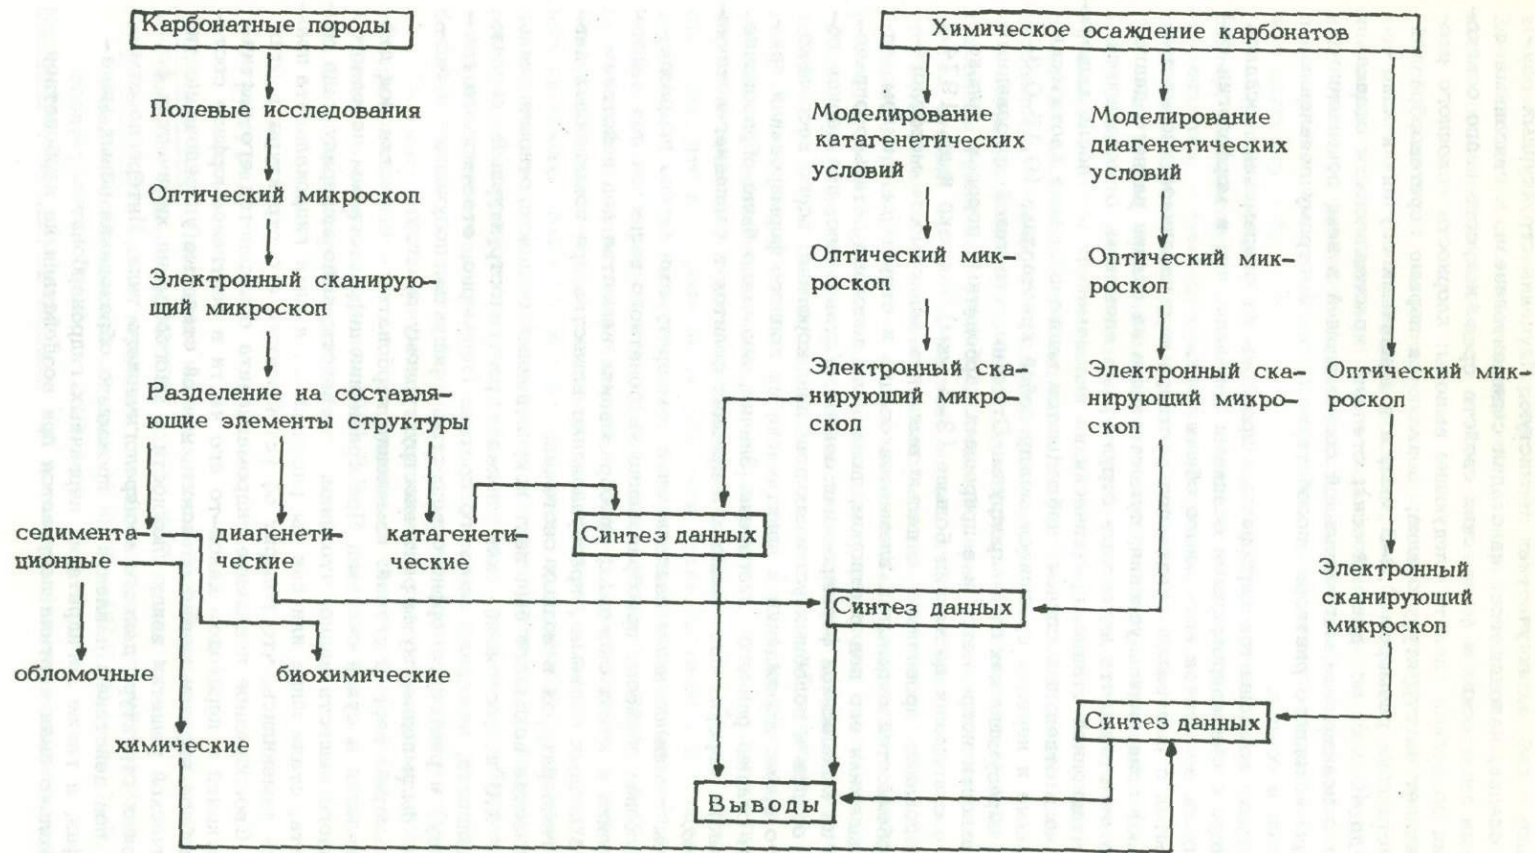 Карбонатные породы
Полевые исследования
Оптический микроскоп
Электронный сканирую–
щий микроскоп
Разделение на составля–
ющие элементы структуры
седимента–
ционные
диагенети–
ческие
катагенети–
ческие
обломочные
биохимические
химические
Химическое осаждение карбонатов
Моделирование
катагенетических
условий
Оптический мик–
роскоп
Электронный ска–
нирующий микро–
скоп
Моделирование
диагенетических
условий
Оптический мик–
роскоп
Электронный ска–
нирующий микро–
скоп
Оптический мик–
роскоп
Электронный
сканирующий
микроскоп
Синтез данных
Синтез данных
Синтез данных
Выводы